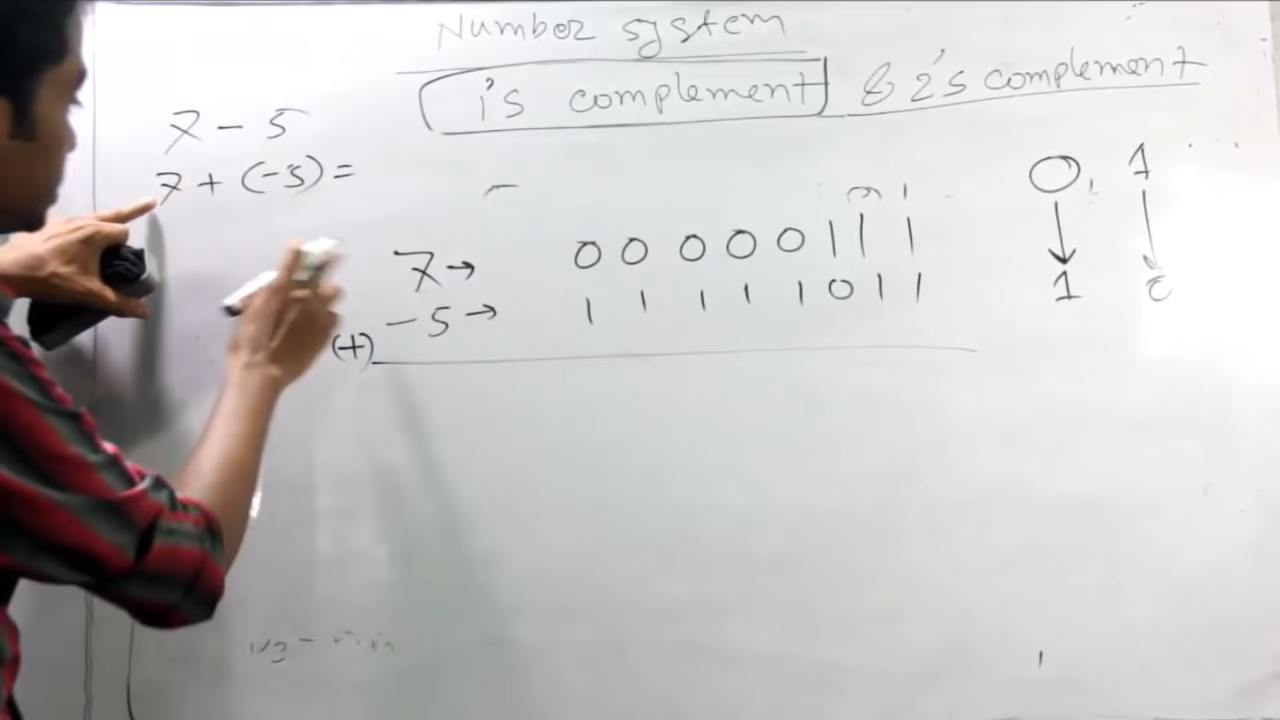 Number system
1's complement & 2's complement
7 - 5
7 + (-5) =
0, 1
7 → 0 0 0 0 0 1 1 1
-5 → 1 1 1 1 1 0 1 1
1 0
(+)